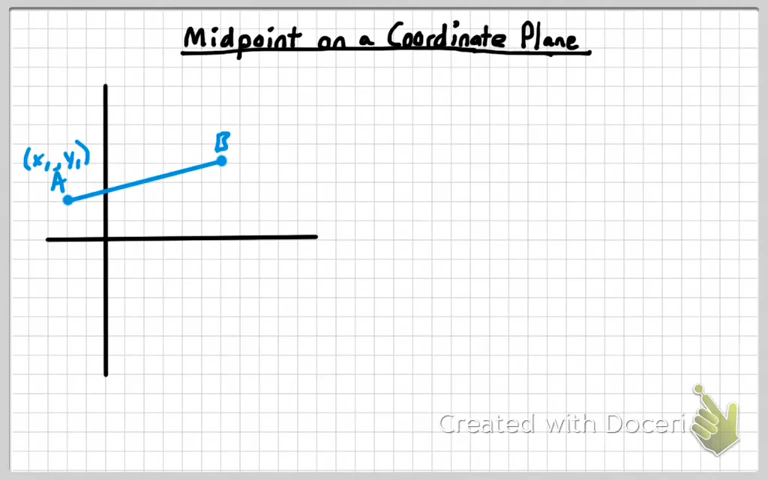 Midpoint on a Coordinate Plane
B
(x₁, y₁)
A
Created with Doceri